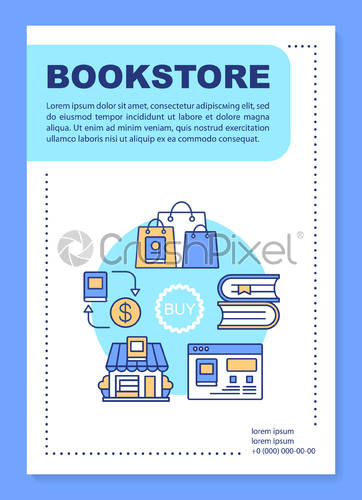 BOOKSTORE
Lorem ipsum dolor sit amet, consectetur adipisсмing elit,
sed do eiusmod tempor incididunt ut labore et dolore
magna aliqua. Ut enim ad minim veniam, quis nostrud
exercitation ullamco laboris nisi ut aliquip ex ea
commodo consequat.
CrushPixel
BUY
$
lorem ipsum
lorem ipsum
+0 (000) 000-00-00